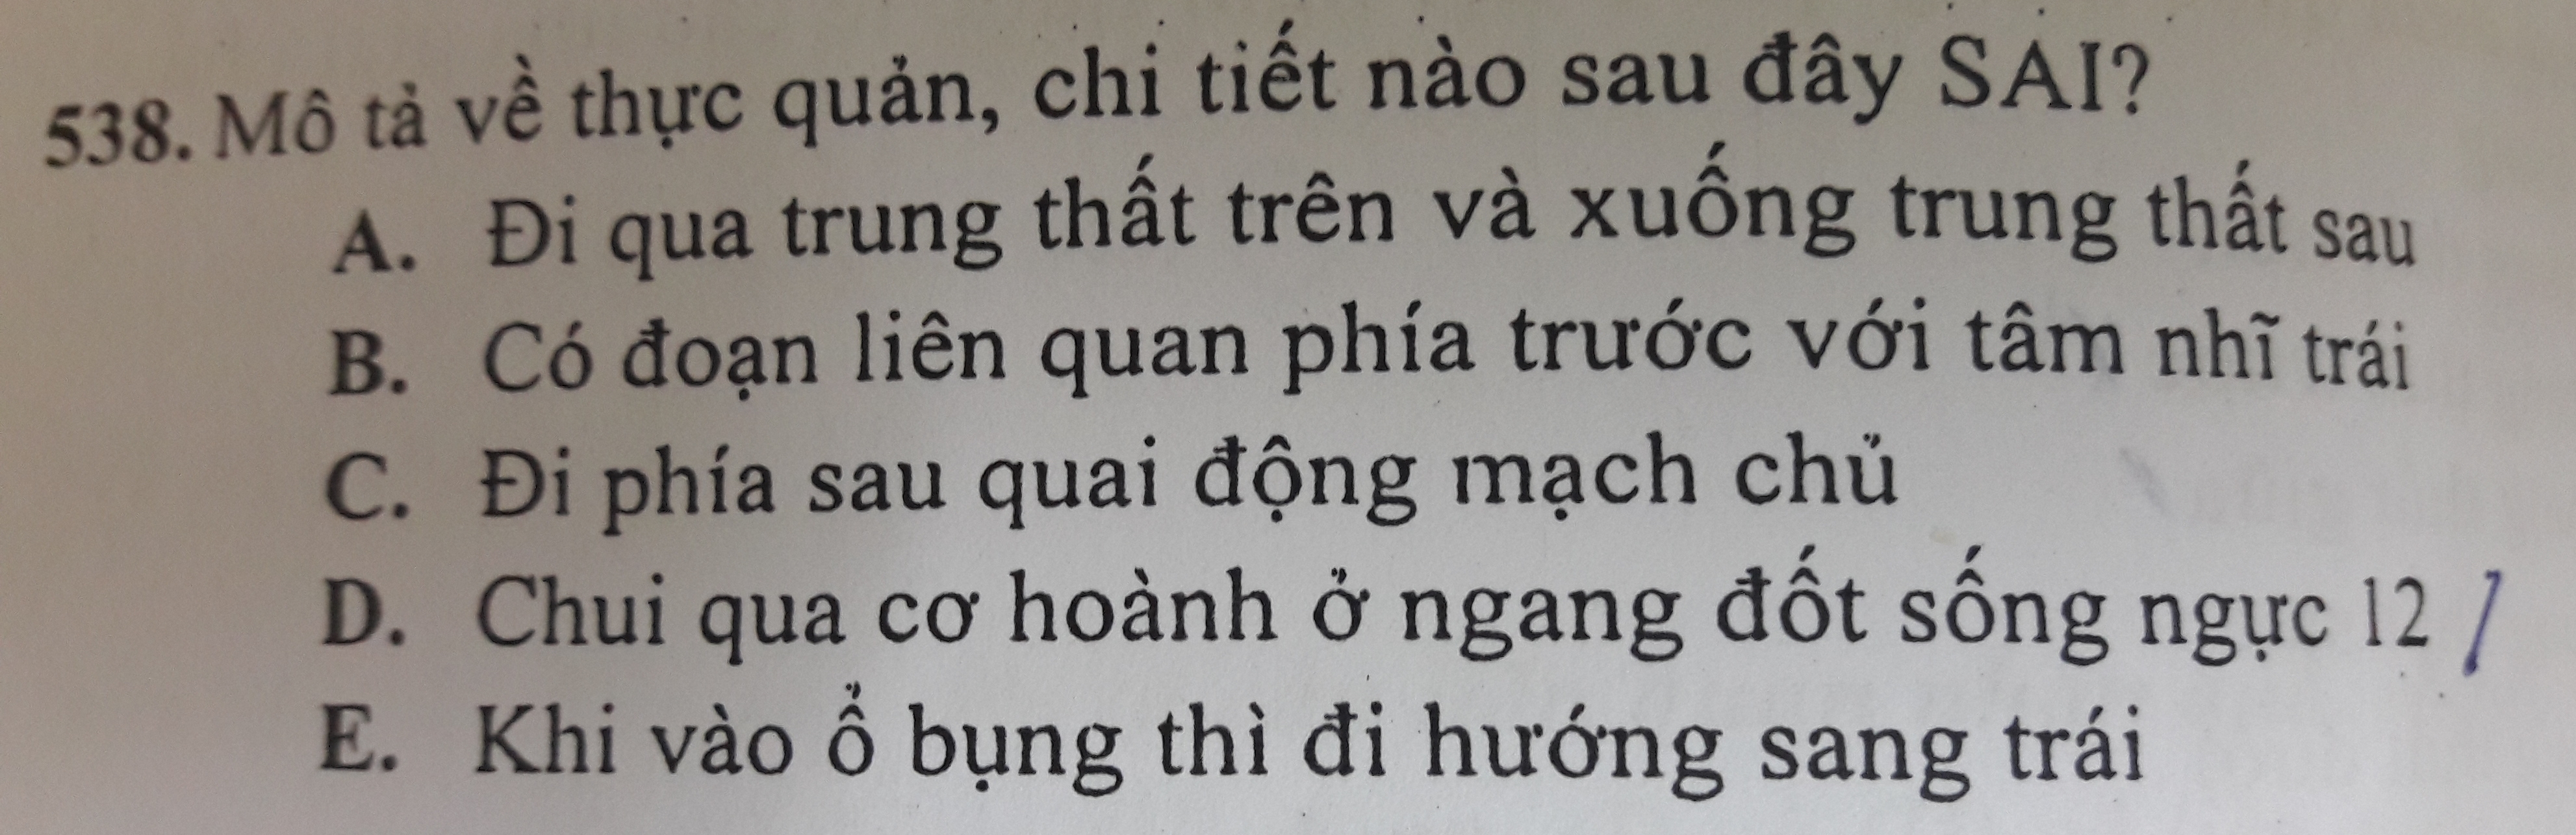 538. Mô tả về thực quản, chi tiết nào sau đây SAI?
A. Đi qua trung thất trên và xuống trung thất sau
B. Có đoạn liên quan phía trước với tâm nhĩ trái
C. Đi phía sau quai động mạch chủ
D. Chui qua cơ hoành ở ngang đốt sống ngực 12 /
E. Khi vào ổ bụng thì đi hướng sang trái